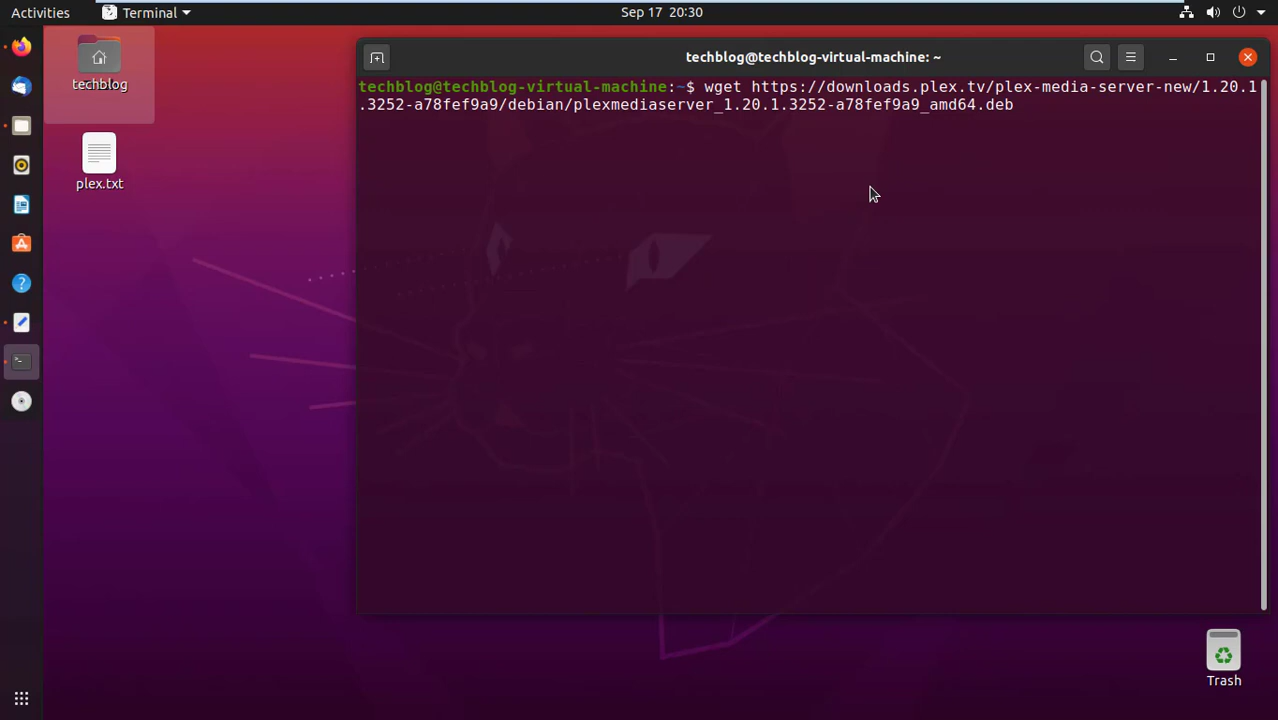 Activities
Terminal
Sep 17 20:30
techblog
plex.txt
techblog@techblog-virtual-machine: ~
techblog@techblog-virtual-machine:~$ wget https://downloads.plex.tv/plex-media-server-new/1.20.1
.3252-a78fef9a9/debian/plexmediaserver_1.20.1.3252-a78fef9a9_amd64.deb
Trash